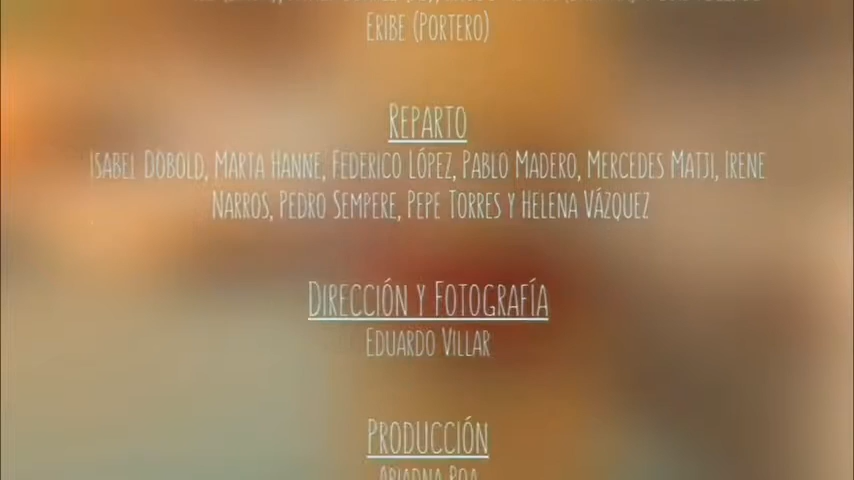 ERIBE (PORTERO)
REPARTO
ISABEL DÓBOLD, MARTA HANNE, FEDERICO LÓPEZ, PABLO MADERO, MERCEDES MATJI, IRENE
NARROS, PEDRO SEMPERE, PEPE TORRES Y HELENA VÁZQUEZ
DIRECCIÓN Y FOTOGRAFÍA
EDUARDO VILLAR
PRODUCCIÓN
ARIADNA